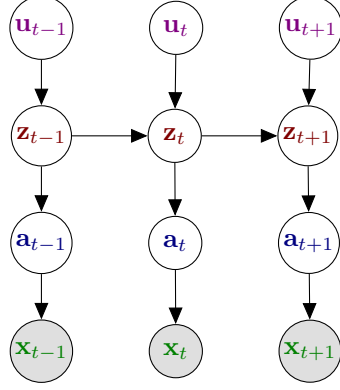 u_{t−1} u_t u_{t+1}
z_{t−1} z_t z_{t+1}
a_{t−1} a_t a_{t+1}
x_{t−1} x_t x_{t+1}